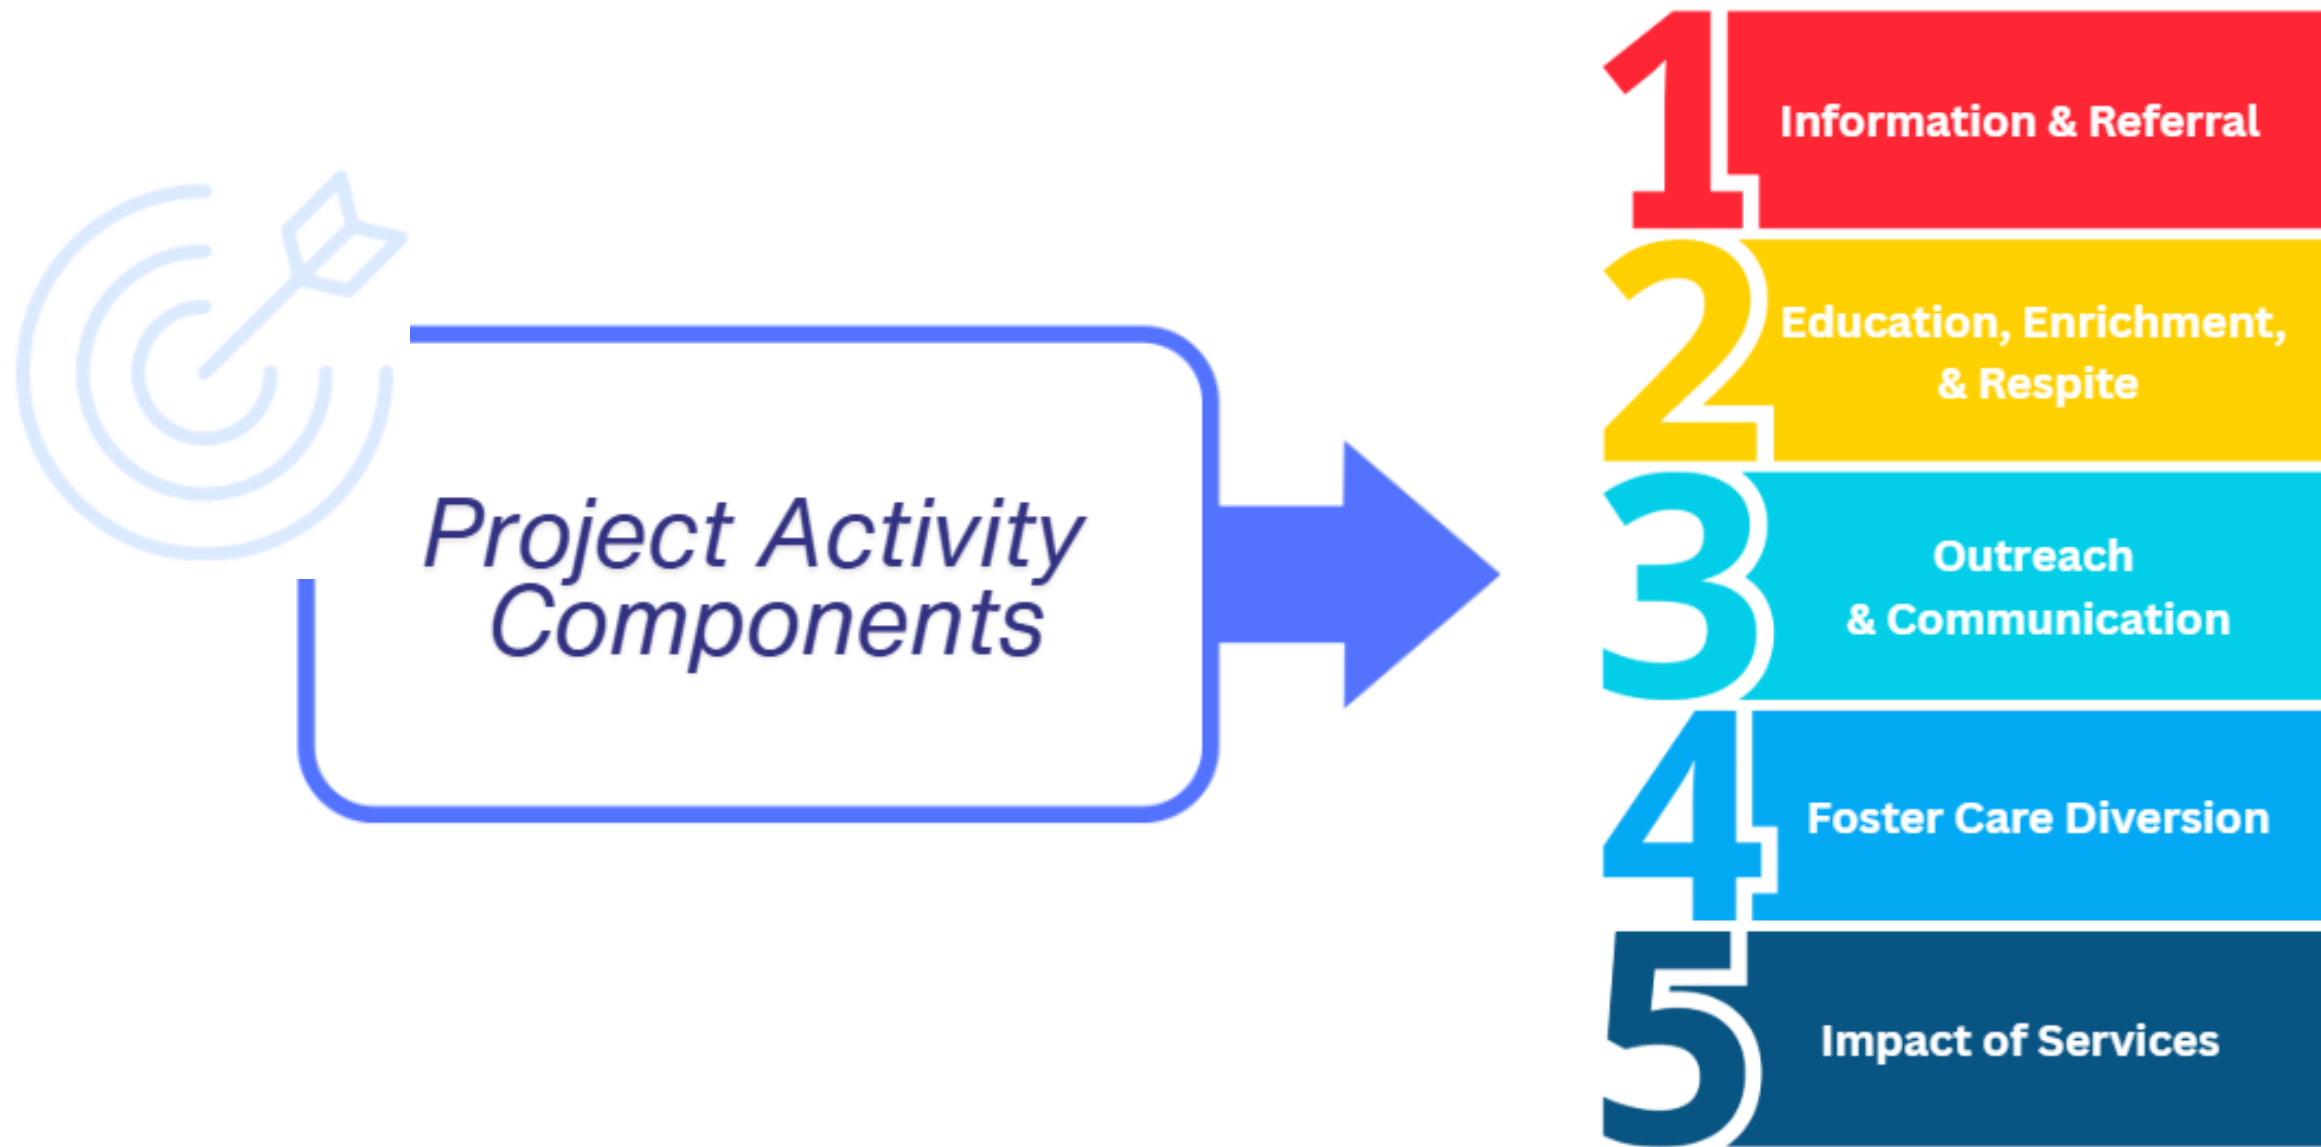 Project Activity
Components
1
Information & Referral
2
Education, Enrichment,
& Respite
3
Outreach
& Communication
4
Foster Care Diversion
5
Impact of Services